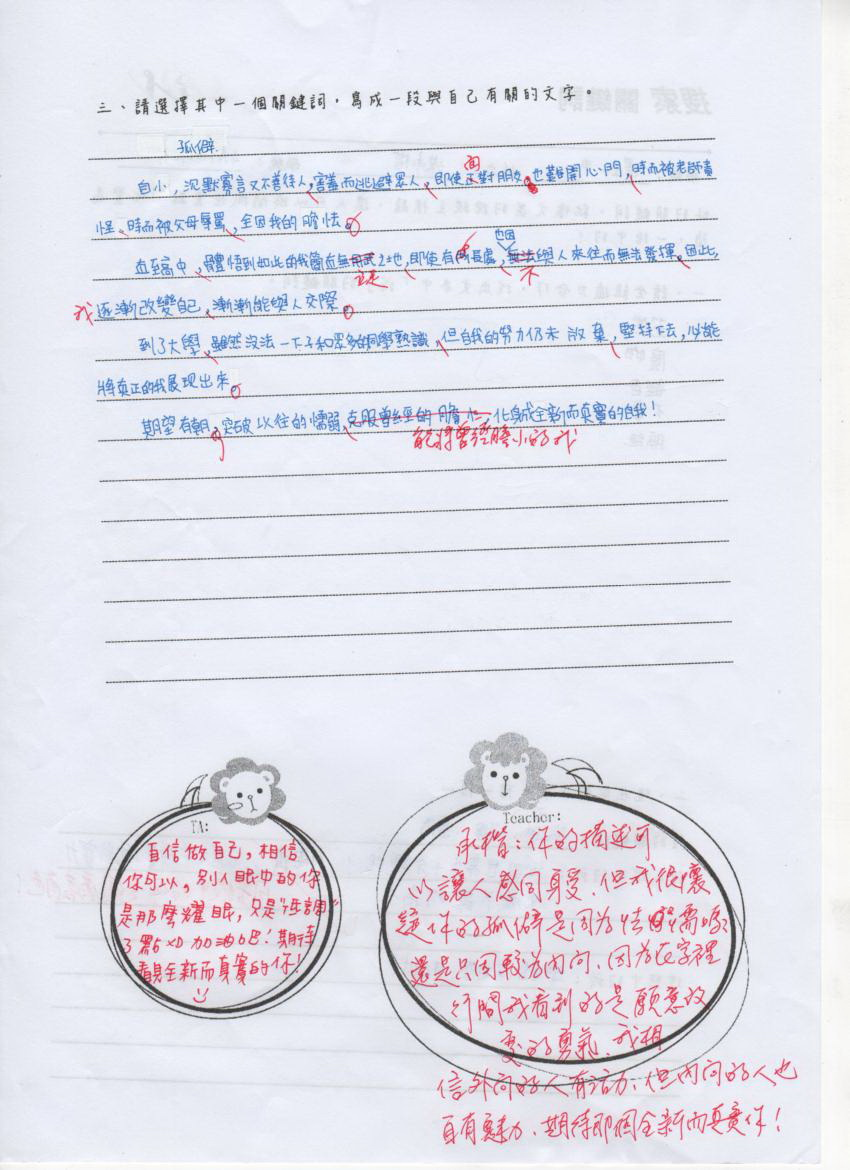 三、請選擇其中一個關鍵詞，寫成一段與自己有關的文字。
孤僻
自小，沉默寡言又不善待人，害羞而逃避眾人，即使正面對朋友，也難開心門，時而被老師責
怪，時而被父母辱罵，全因我的膽怯。
直至高中，體悟到如此的我簡直無用武之地，即使有所長處，也因無法與人來往而無法發揮。因此，
我逐漸改變自己，漸漸能與人交際。
到了大學，雖然沒法一下子和眾多的同學熟識，但自我的努力仍未放棄，堅持下去，必能
將真正的我展現出來。
期望有朝，突破以往的懦弱，克服曾經的膽怯，化身成全新而真實的自我！
能將曾經膽小的我
TA:
自信做自己，相信
你可以，別人眼中的你
是那麼耀眼，只是"低調"
了點 xD 加油吧！期待
看見全新而真實的你！
Teacher:
承楷：你的描述可
以讓人感同身受，但我很懷
疑你的孤僻是因為
還是只因較為內向、因為在字裡
行間我看到的是願意改
變的勇氣、我相
信外向的人有活力，但內向的人也
自有魅力、期待那個全新而真實你！